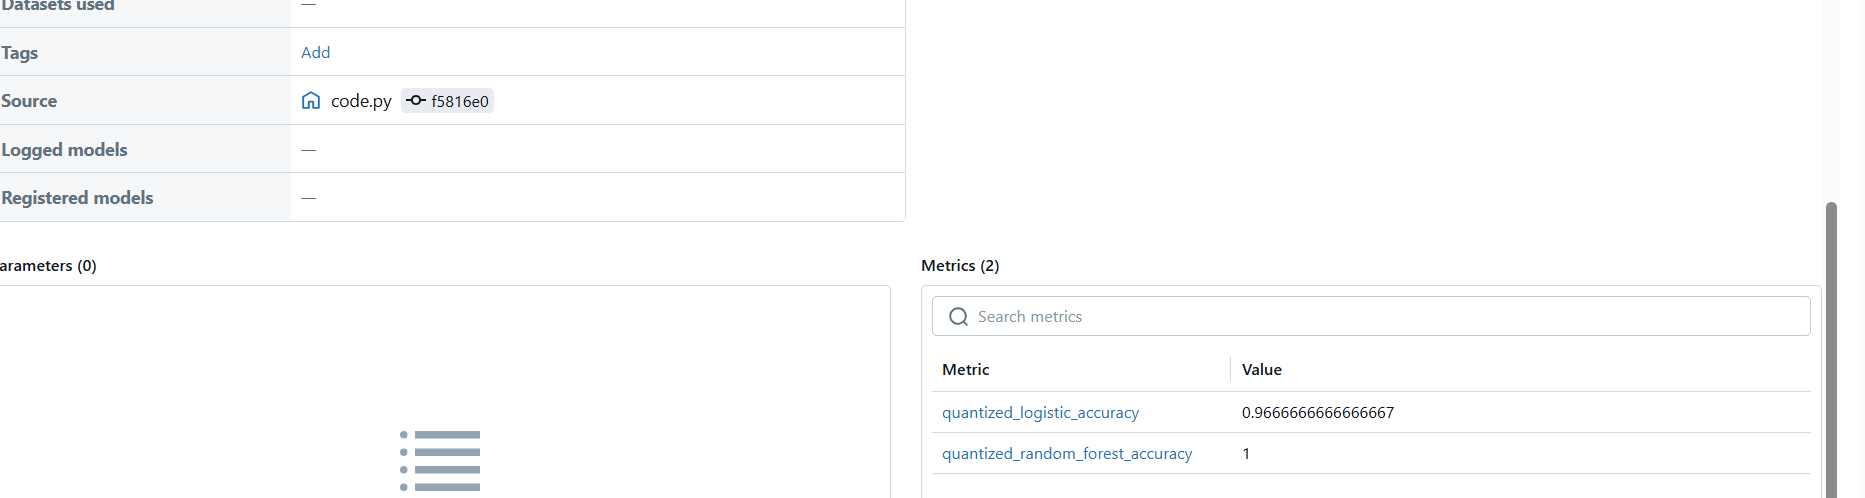 Datasets used —
Tags Add
Source code.py f5816e0
Logged models —
Registered models —
arameters (0)
Metrics (2)
Search metrics
Metric Value
quantized_logistic_accuracy 0.9666666666666667
quantized_random_forest_accuracy 1